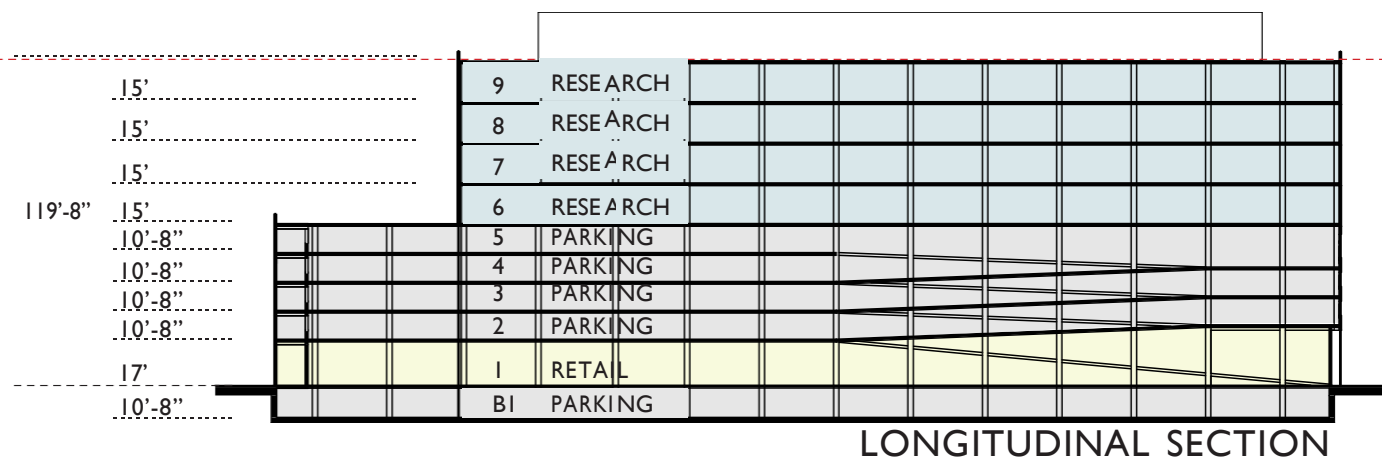 15' 9 RESEARCH
15' 8 RESEARCH
15' 7 RESEARCH
119'-8” 15' 6 RESEARCH
10'-8” 5 PARKING
10'-8” 4 PARKING
10'-8” 3 PARKING
10'-8” 2 PARKING
17' 1 RETAIL
10'-8” B1 PARKING
LONGITUDINAL SECTION